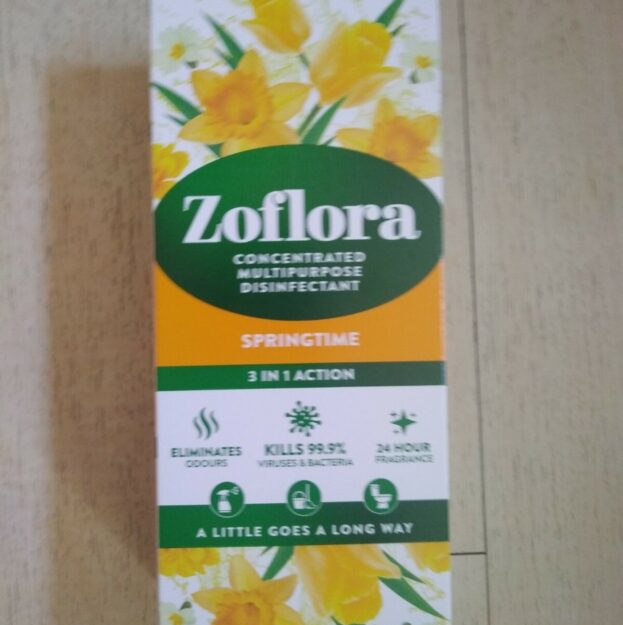 Zoflora
CONCENTRATED
MULTIPURPOSE
DISINFECTANT
SPRINGTIME
3 IN 1 ACTION
ELIMINATES
ODOURS
KILLS 99.9%
VIRUSES & BACTERIA
24 HOUR
FRAGRANCE
A LITTLE GOES A LONG WAY